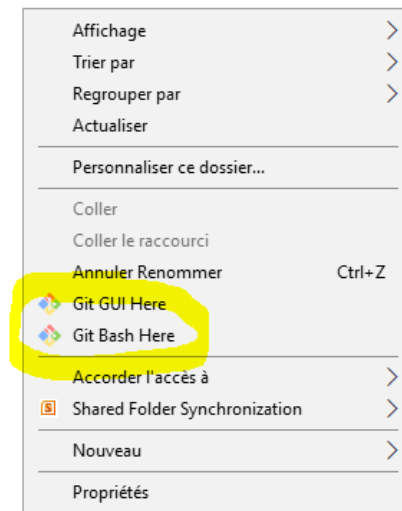 Affichage
Trier par
Regrouper par
Actualiser
Personnaliser ce dossier...
Coller
Coller le raccourci
Annuler Renommer Ctrl+Z
Git GUI Here
Git Bash Here
Accorder l'accès à
S Shared Folder Synchronization
Nouveau
Propriétés